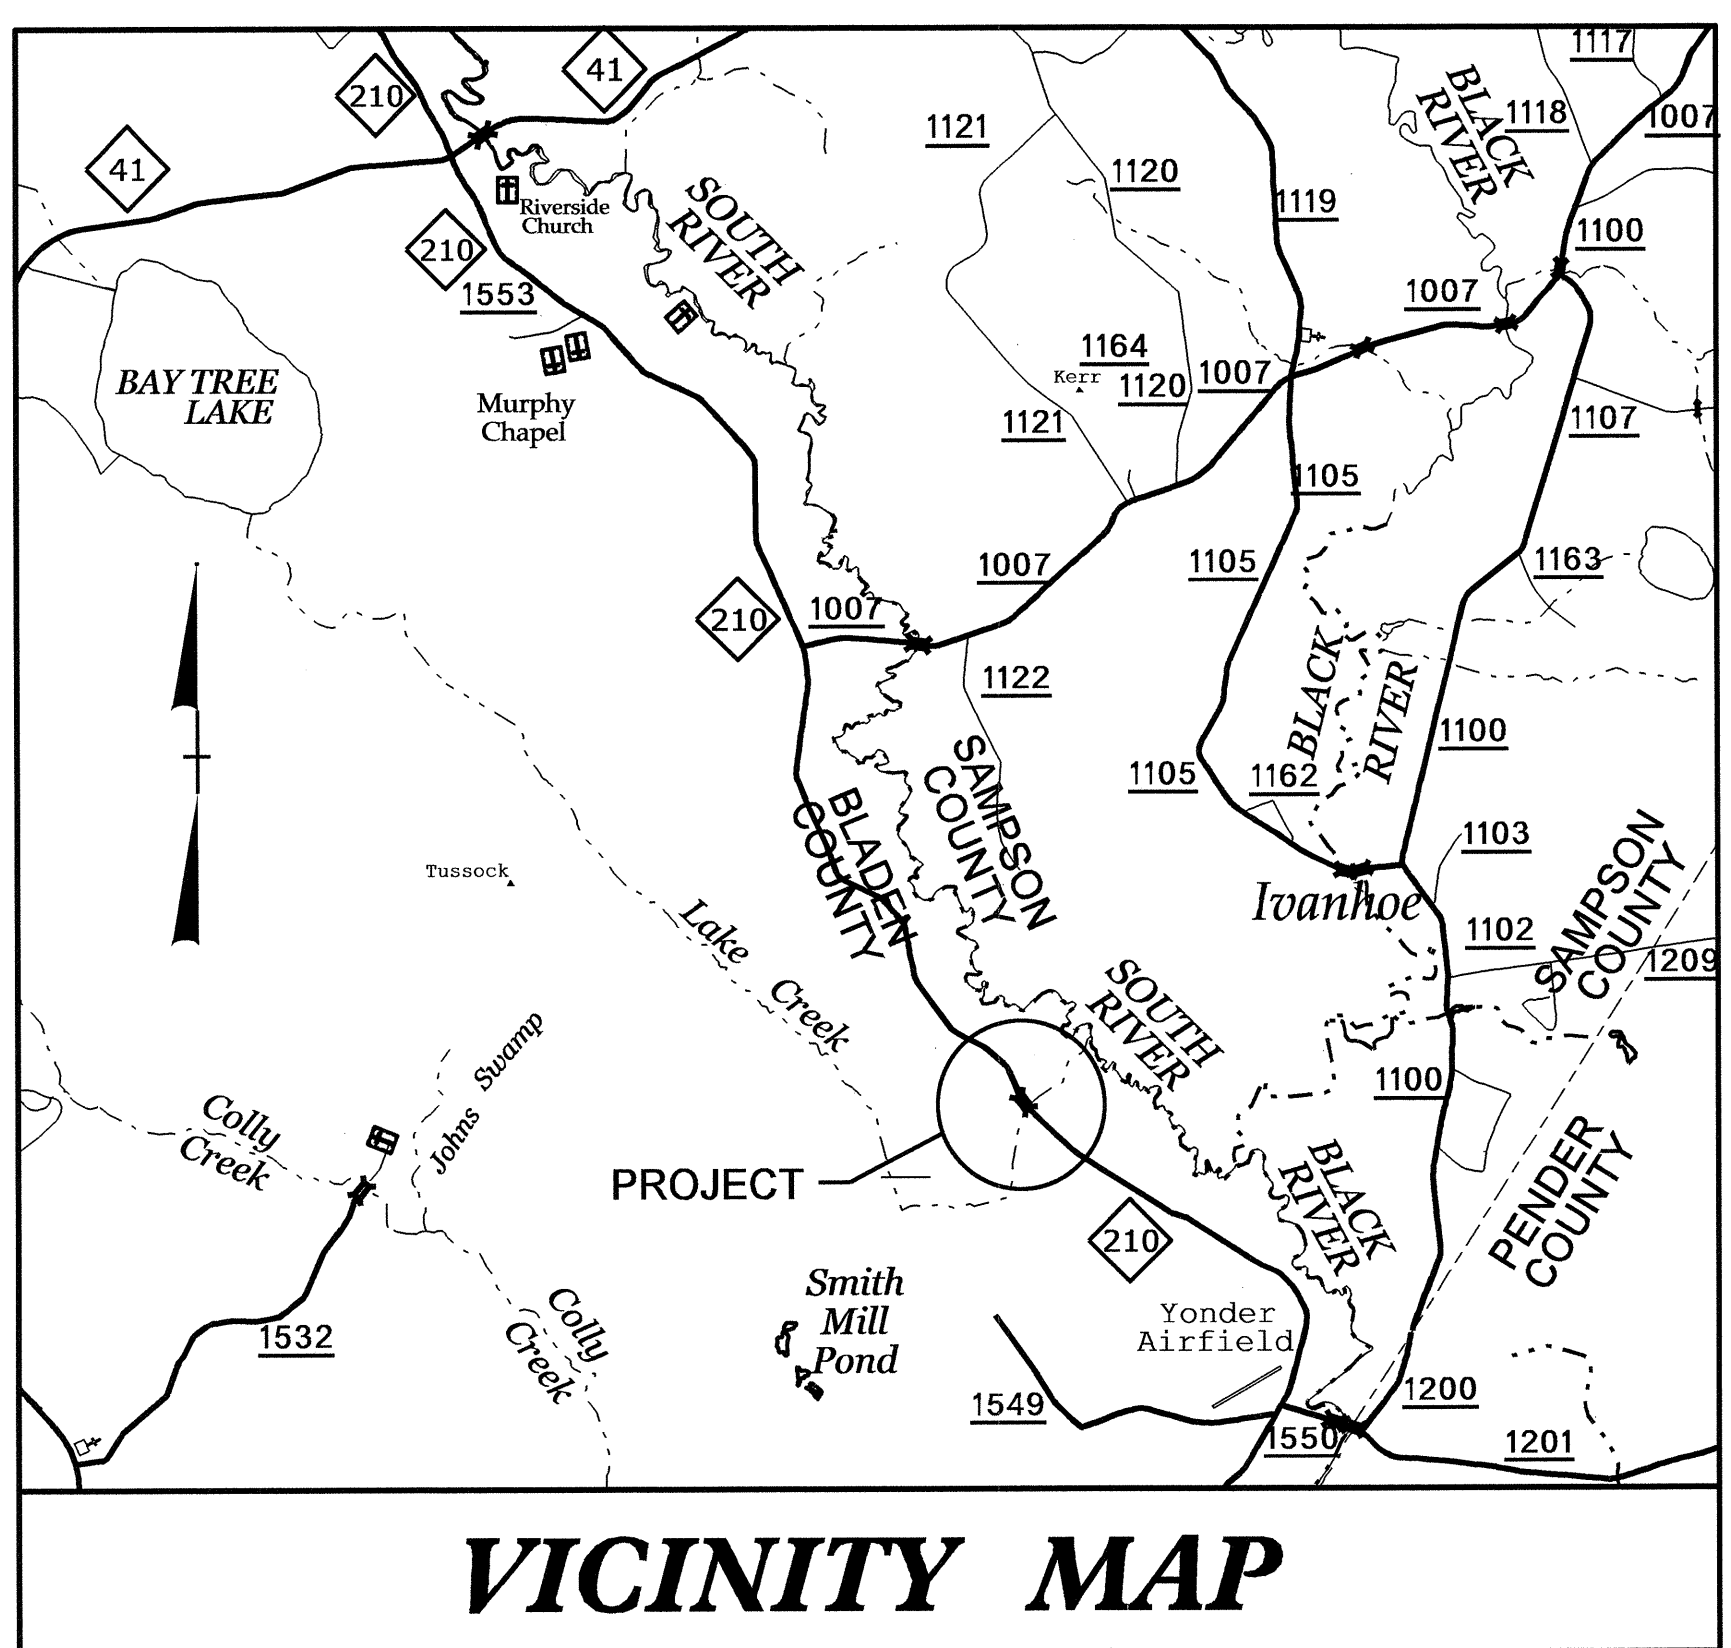 1117
41
210
BLACK
RIVER
1118
1007
1121
41
1120
Riverside
Church
SOUTH
RIVER
1119
1100
210
1553
1007
1164
Kerr
1120
1007
BAY TREE
LAKE
Murphy
Chapel
1121
1107
1105
1007
1105
1163
210
1007
1122
BLACK
RIVER
1100
1105
1162
SAMPSON
COUNTY
BLADEN
COUNTY
1103
Tussock
Ivanhoe
SAMPSON
COUNTY
1102
1209
Lake
Creek
SOUTH
RIVER
Johns Swamp
1100
Colly
Creek
PROJECT
BLACK
RIVER
PENDER
COUNTY
210
Smith
Mill
Pond
Yonder
Airfield
1532
Colly
Creek
1549
1200
1550
1201
VICINITY MAP